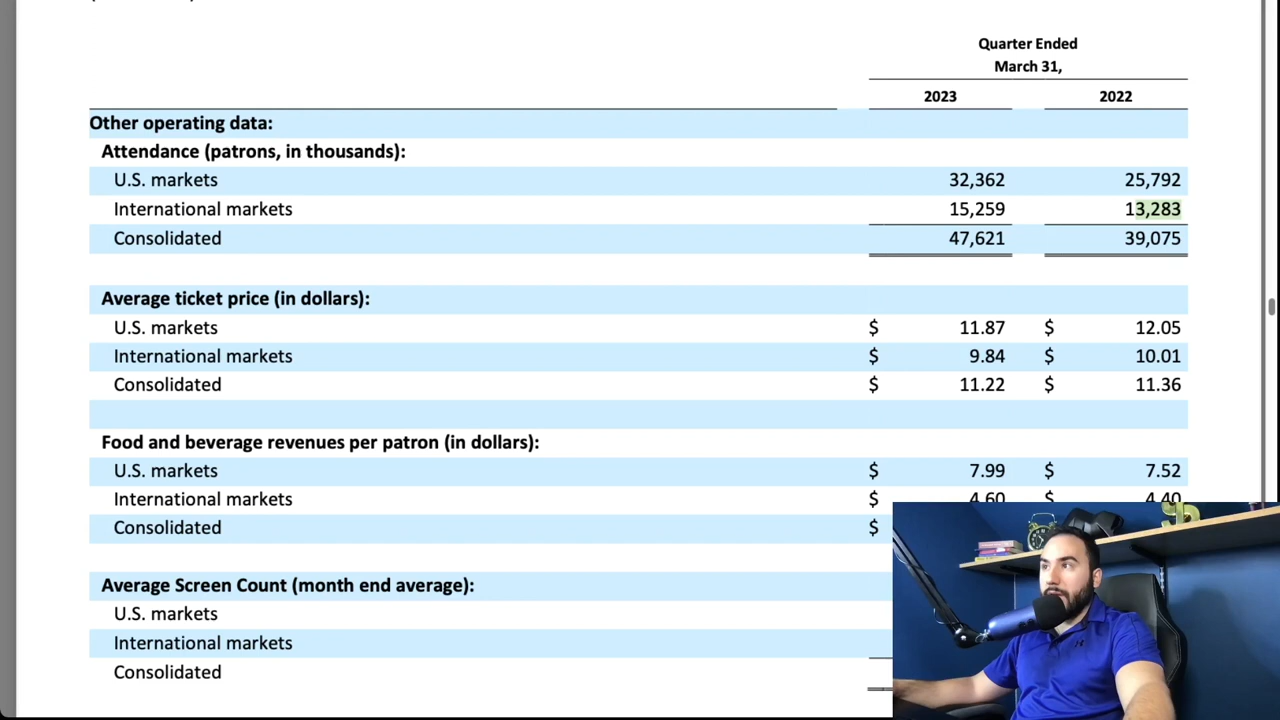 Quarter Ended
March 31,
2023 2022
Other operating data:
Attendance (patrons, in thousands):
U.S. markets 32,362 25,792
International markets 15,259 13,283
Consolidated 47,621 39,075
Average ticket price (in dollars):
U.S. markets $ 11.87 $ 12.05
International markets $ 9.84 $ 10.01
Consolidated $ 11.22 $ 11.36
Food and beverage revenues per patron (in dollars):
U.S. markets $ 7.99 $ 7.52
International markets $ 4.60 $ 4.40
Consolidated $
Average Screen Count (month end average):
U.S. markets
International markets
Consolidated